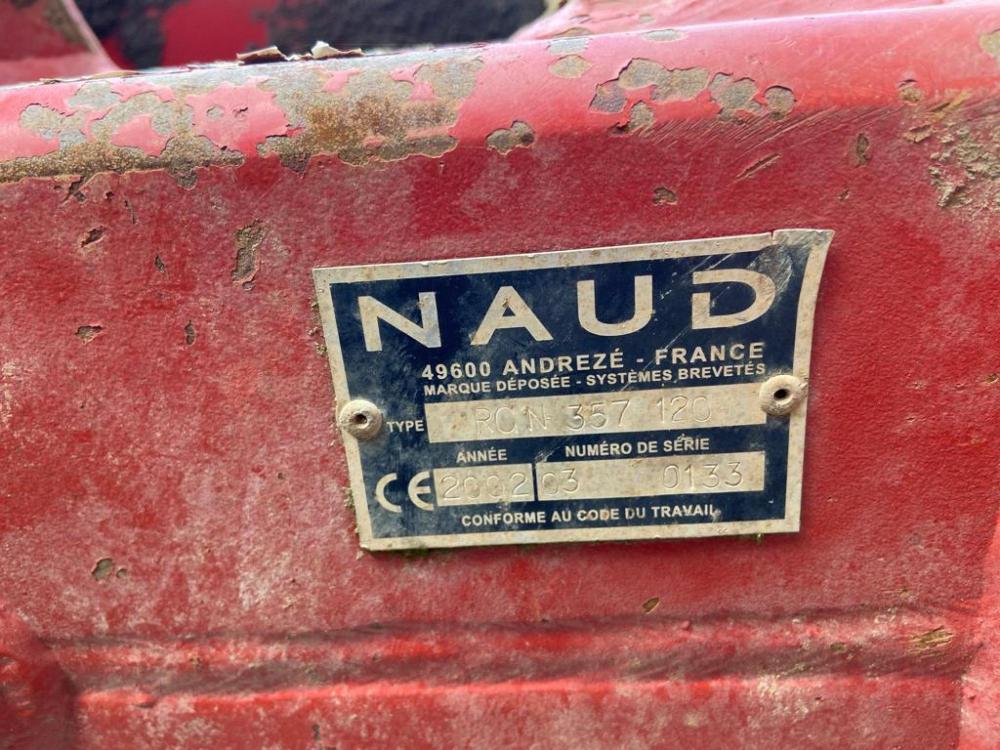 NAUD
49600 ANDREZÉ - FRANCE
MARQUE DÉPOSÉE - SYSTÈMES BREVETÉS
TYPE RCN 357 120
ANNÉE NUMÉRO DE SÉRIE
CE 2002 03 0133
CONFORME AU CODE DU TRAVAIL